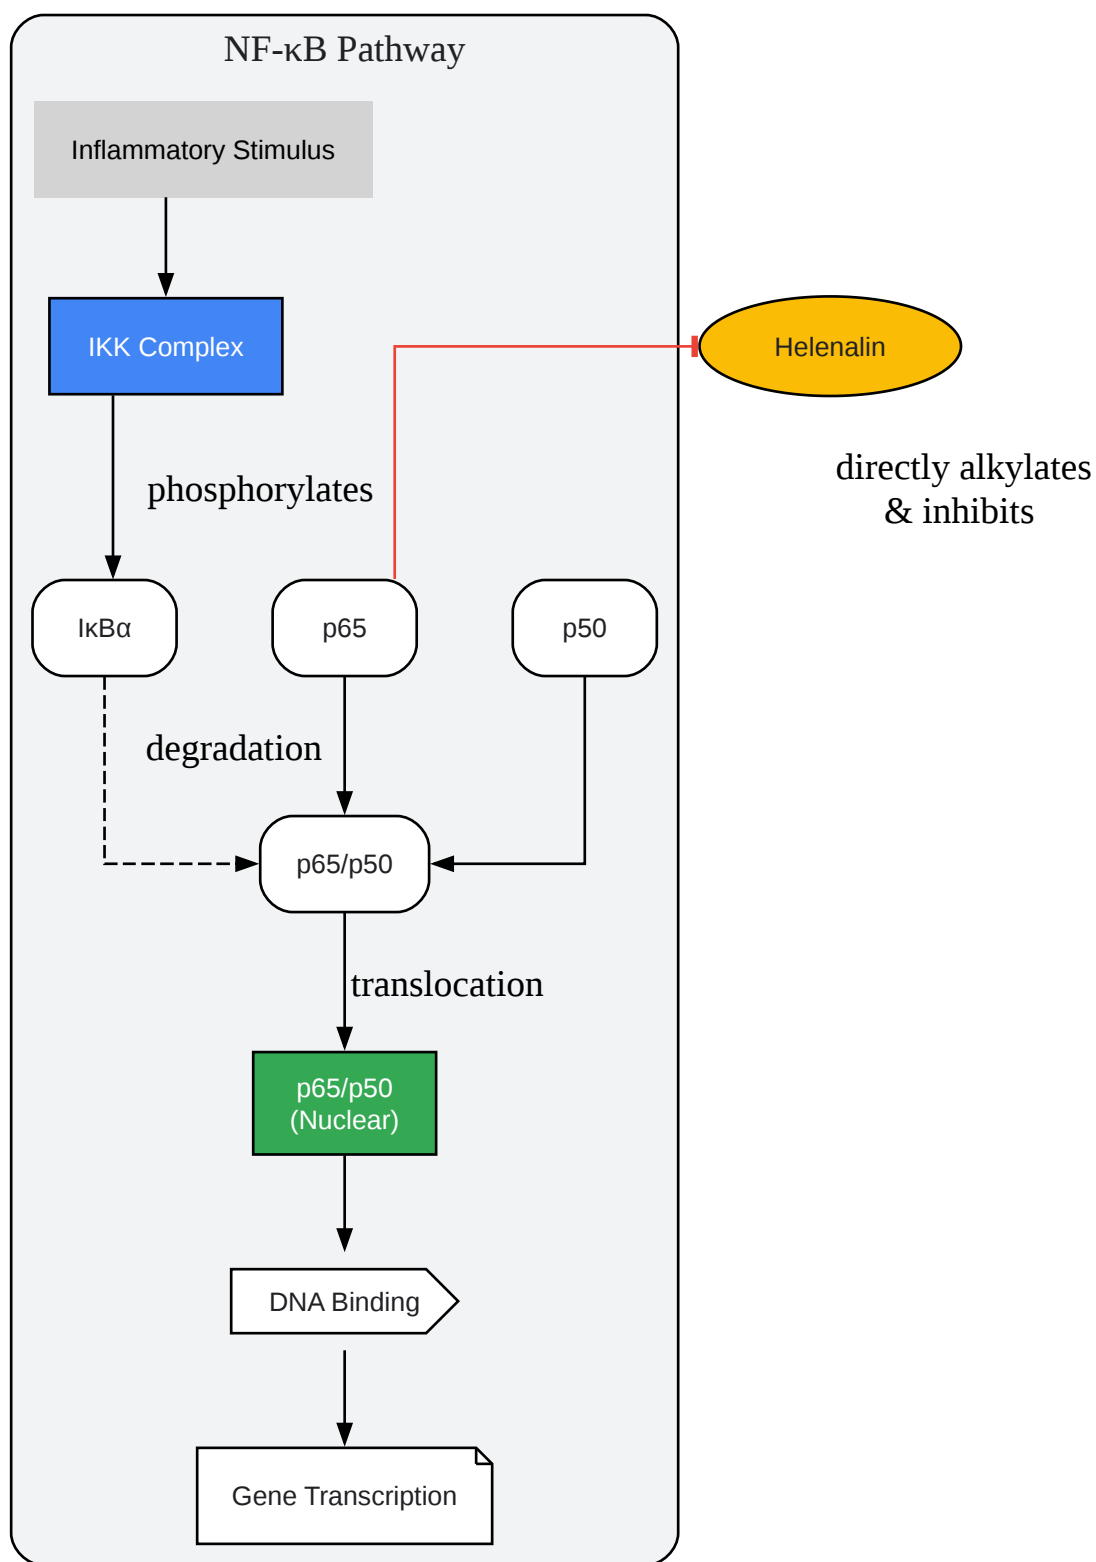 NF-κB Pathway
Inflammatory Stimulus
IKK Complex
Helenalin
directly alkylates
& inhibits
phosphorylates
IκBα
p65
p50
degradation
p65/p50
translocation
p65/p50
(Nuclear)
DNA Binding
Gene Transcription